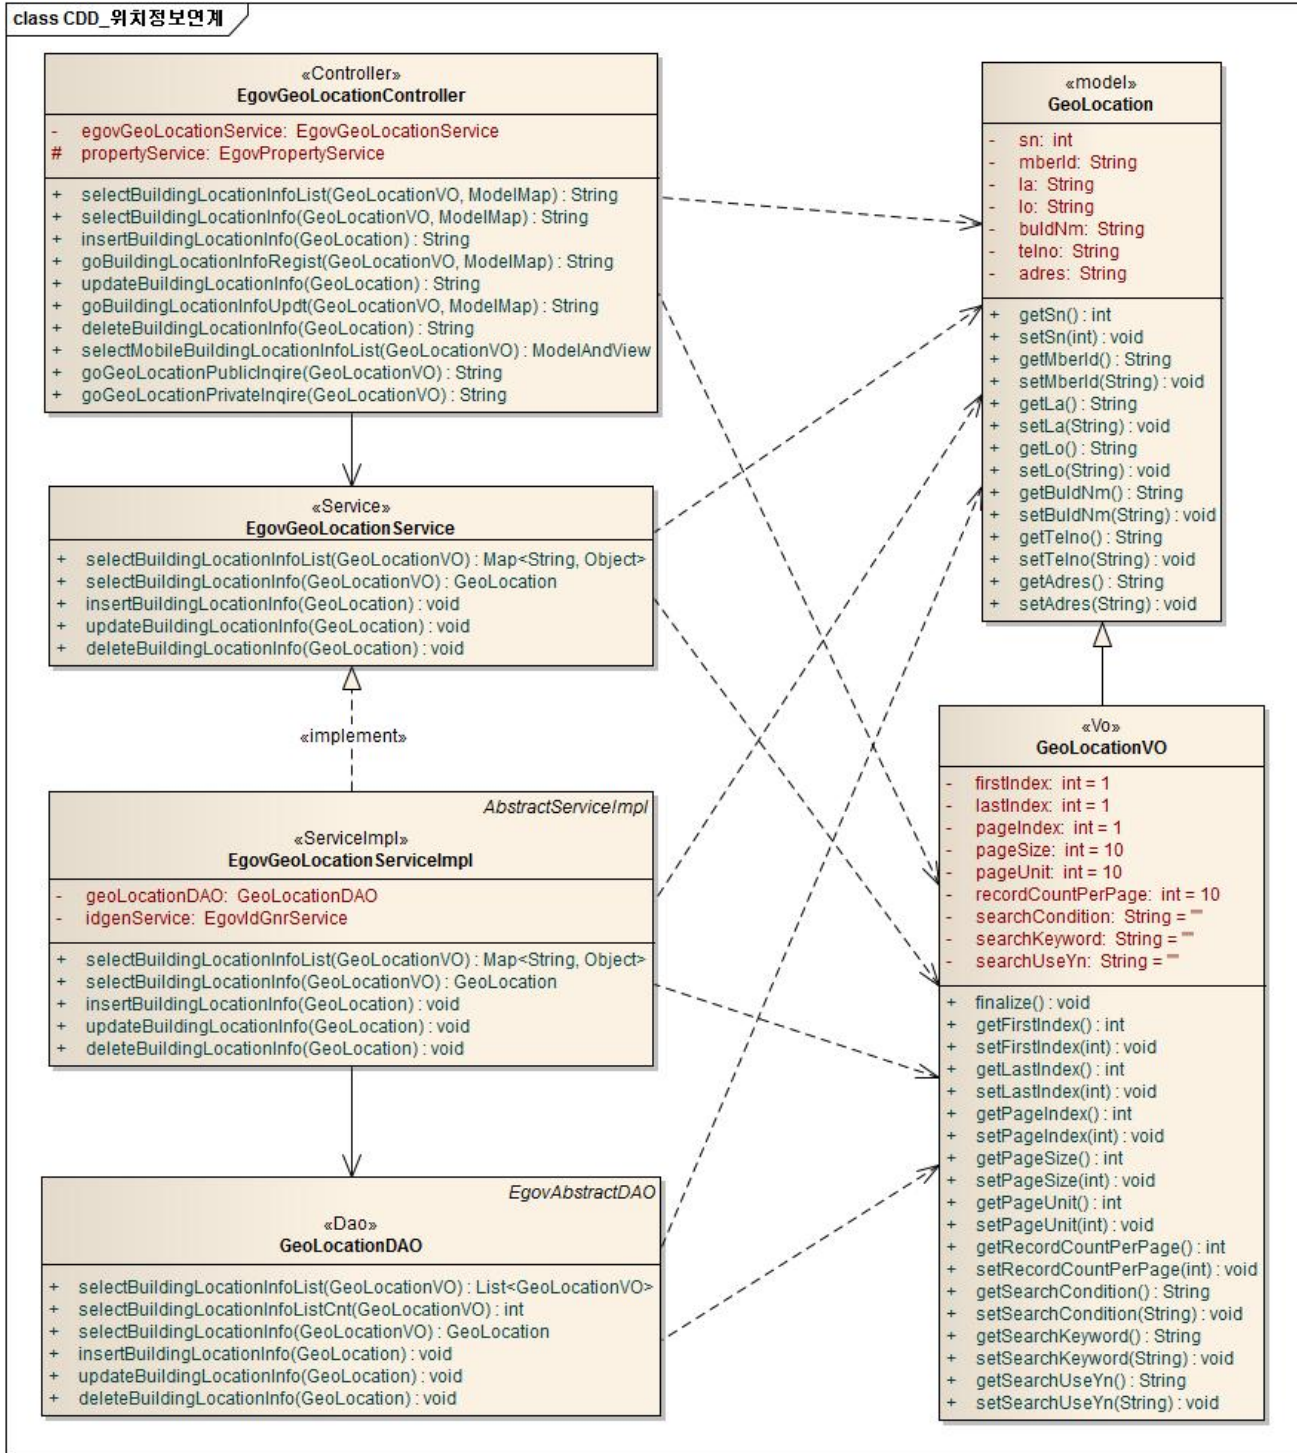 class CDD_위치정보연계
«Controller»
EgovGeoLocationController
- egovGeoLocationService: EgovGeoLocationService
# propertyService: EgovPropertyService
+ selectBuildingLocationInfoList(GeoLocationVO, ModelMap) : String
+ selectBuildingLocationInfo(GeoLocationVO, ModelMap) : String
+ insertBuildingLocationInfo(GeoLocation) : String
+ goBuildingLocationInfoRegist(GeoLocationVO, ModelMap) : String
+ updateBuildingLocationInfo(GeoLocation) : String
+ goBuildingLocationInfoUpdt(GeoLocationVO, ModelMap) : String
+ deleteBuildingLocationInfo(GeoLocation) : String
+ selectMobileBuildingLocationInfoList(GeoLocationVO) : ModelAndView
+ goGeoLocationPublicInqire(GeoLocationVO) : String
+ goGeoLocationPrivateInqire(GeoLocationVO) : String
«Service»
EgovGeoLocationService
+ selectBuildingLocationInfoList(GeoLocationVO) : Map<String, Object>
+ selectBuildingLocationInfo(GeoLocationVO) : GeoLocation
+ insertBuildingLocationInfo(GeoLocation) : void
+ updateBuildingLocationInfo(GeoLocation) : void
+ deleteBuildingLocationInfo(GeoLocation) : void
«implement»
AbstractServiceImpl
«ServiceImpl»
EgovGeoLocationServiceImpl
- geoLocationDAO: GeoLocationDAO
- idgenService: EgovIdGnrService
+ selectBuildingLocationInfoList(GeoLocationVO) : Map<String, Object>
+ selectBuildingLocationInfo(GeoLocationVO) : GeoLocation
+ insertBuildingLocationInfo(GeoLocation) : void
+ updateBuildingLocationInfo(GeoLocation) : void
+ deleteBuildingLocationInfo(GeoLocation) : void
EgovAbstractDAO
«Dao»
GeoLocationDAO
+ selectBuildingLocationInfoList(GeoLocationVO) : List<GeoLocationVO>
+ selectBuildingLocationInfoListCnt(GeoLocationVO) : int
+ selectBuildingLocationInfo(GeoLocationVO) : GeoLocation
+ insertBuildingLocationInfo(GeoLocation) : void
+ updateBuildingLocationInfo(GeoLocation) : void
+ deleteBuildingLocationInfo(GeoLocation) : void
«model»
GeoLocation
- sn: int
- mberId: String
- la: String
- lo: String
- buldNm: String
- telno: String
- adres: String
+ getSn() : int
+ setSn(int) : void
+ getMberId() : String
+ setMberId(String) : void
+ getLa() : String
+ setLa(String) : void
+ getLo() : String
+ setLo(String) : void
+ getBuldNm() : String
+ setBuldNm(String) : void
+ getTelno() : String
+ setTelno(String) : void
+ getAdres() : String
+ setAdres(String) : void
«Vo»
GeoLocationVO
- firstIndex: int = 1
- lastIndex: int = 1
- pageIndex: int = 1
- pageSize: int = 10
- pageUnit: int = 10
- recordCountPerPage: int = 10
- searchCondition: String = ""
- searchKeyword: String = ""
- searchUseYn: String = ""
+ finalize() : void
+ getFirstIndex() : int
+ setFirstIndex(int) : void
+ getLastIndex() : int
+ setLastIndex(int) : void
+ getPageIndex() : int
+ setPageIndex(int) : void
+ getPageSize() : int
+ setPageSize(int) : void
+ getPageUnit() : int
+ setPageUnit(int) : void
+ getRecordCountPerPage() : int
+ setRecordCountPerPage(int) : void
+ getSearchCondition() : String
+ setSearchCondition(String) : void
+ getSearchKeyword() : String
+ setSearchKeyword(String) : void
+ getSearchUseYn() : String
+ setSearchUseYn(String) : void